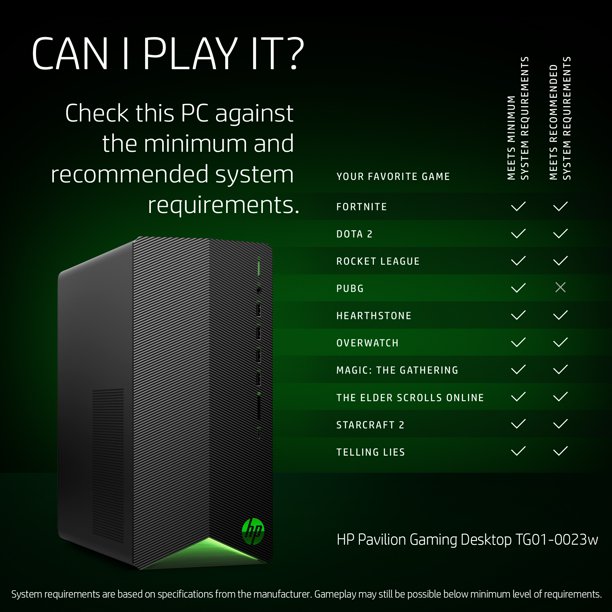 CAN I PLAY IT?
Check this PC against
the minimum and
recommended system
requirements.
MEETS MINIMUM
SYSTEM REQUIREMENTS
MEETS RECOMMENDED
SYSTEM REQUIREMENTS
YOUR FAVORITE GAME
FORTNITE
DOTA 2
ROCKET LEAGUE
PUBG
HEARTHSTONE
OVERWATCH
MAGIC: THE GATHERING
THE ELDER SCROLLS ONLINE
STARCRAFT 2
TELLING LIES
hp
HP Pavilion Gaming Desktop TG01-0023w
System requirements are based on specifications from the manufacturer. Gameplay may still be possible below minimum level of requirements.